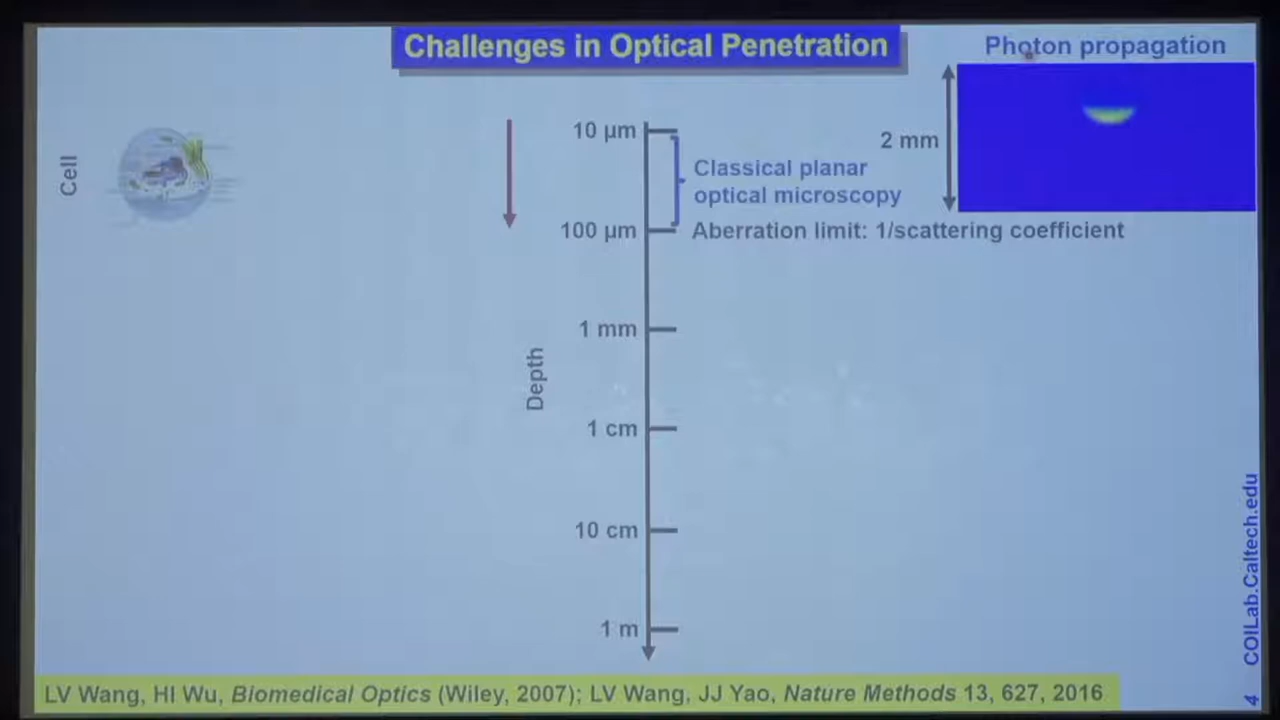 Challenges in Optical Penetration
Photon propagation
Cell
10 µm
2 mm
Classical planar
optical microscopy
100 µm
Aberration limit: 1/scattering coefficient
1 mm
Depth
1 cm
10 cm
1 m
COILab.Caltech.edu
4
LV Wang, HI Wu, Biomedical Optics (Wiley, 2007); LV Wang, JJ Yao, Nature Methods 13, 627, 2016